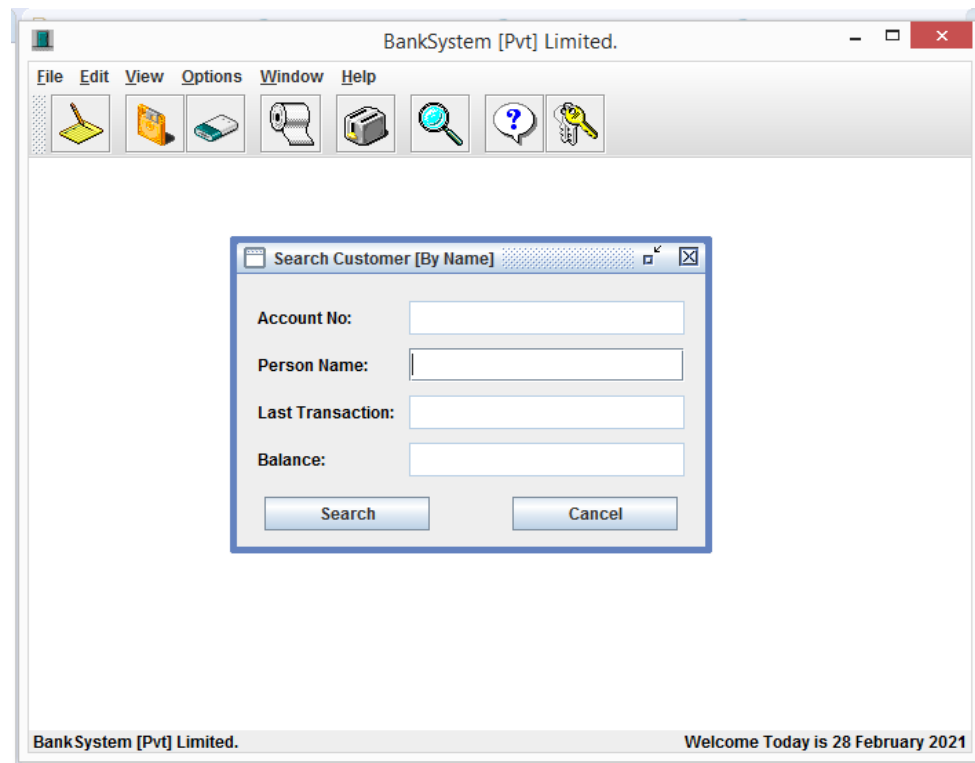 BankSystem [Pvt] Limited.
File Edit View Options Window Help
Search Customer [By Name]
Account No:
Person Name:
Last Transaction:
Balance:
Search Cancel
BankSystem [Pvt] Limited. Welcome Today is 28 February 2021